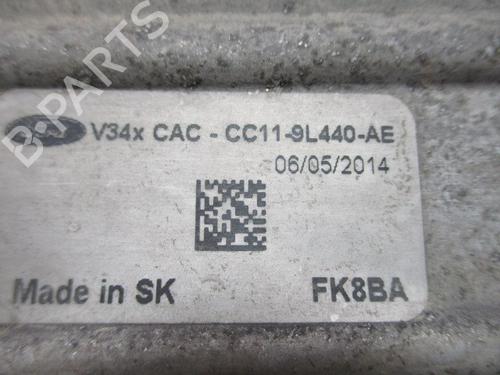 B-PARTS
V34x CAC - CC11-9L440-AE
06/05/2014
Made in SK
FK8BA